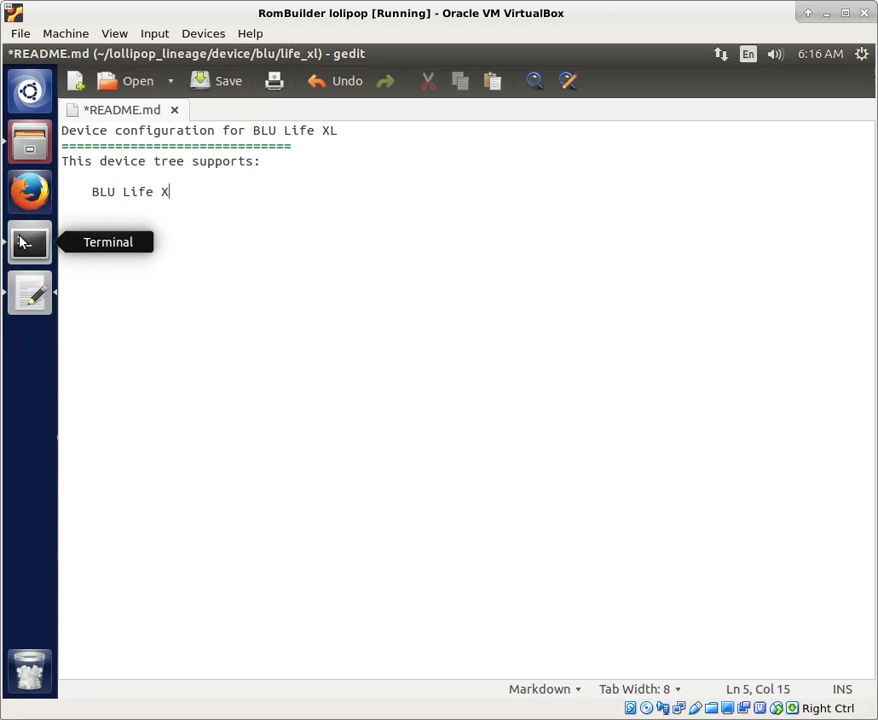 RomBuilder lolipop [Running] - Oracle VM VirtualBox
File Machine View Input Devices Help
*README.md (~/lollipop_lineage/device/blu/life_xl) - gedit En 6:16 AM
Open Save Undo
*README.md
Device configuration for BLU Life XL
==============================
This device tree supports:
BLU Life X
Terminal
Markdown Tab Width: 8 Ln 5, Col 15 INS
Right Ctrl